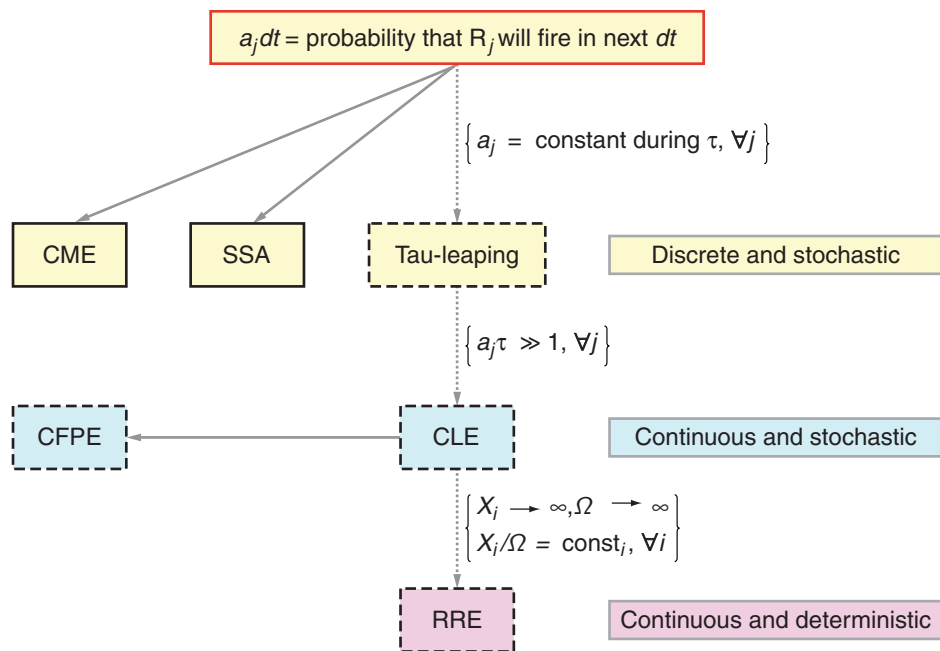 a_j dt = probability that R_j will fire in next dt
{ a_j = constant during τ, ∀j }
CME
SSA
Tau-leaping
Discrete and stochastic
{ a_j τ ≫ 1, ∀j }
CFPE
CLE
Continuous and stochastic
X_i → ∞, Ω → ∞
X_i/Ω = const_i, ∀i
RRE
Continuous and deterministic